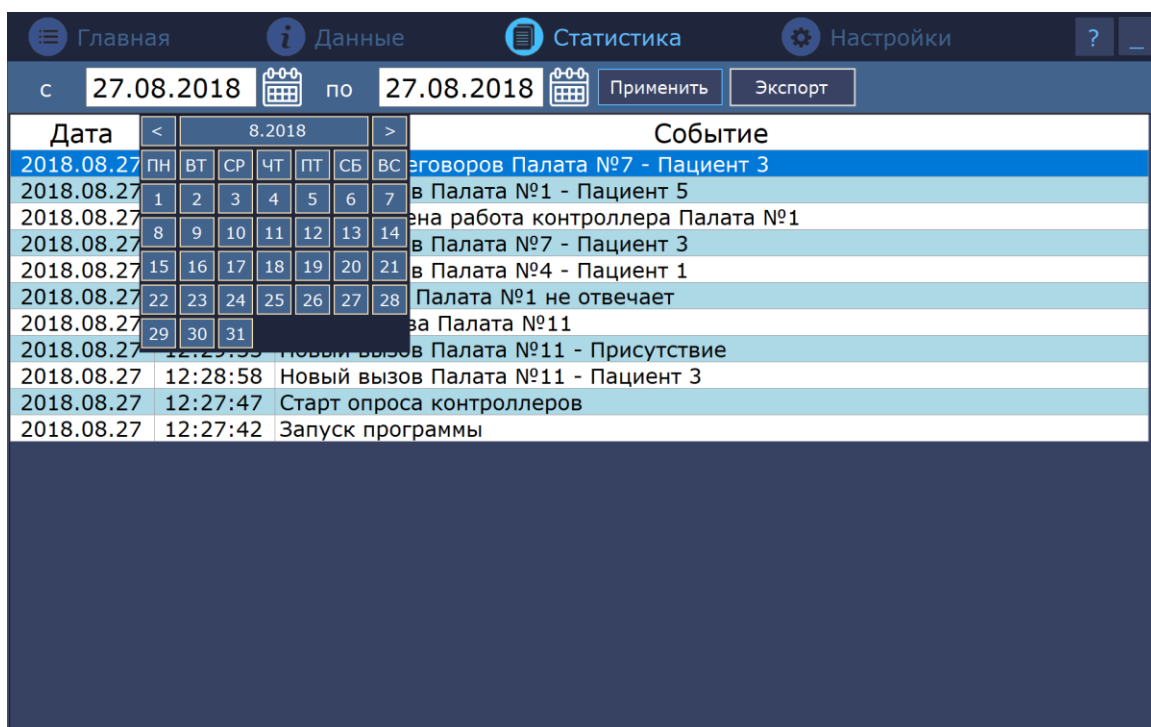 Главная Данные Статистика Настройки ? _
с 27.08.2018 по 27.08.2018 Применить Экспорт
Дата Событие
< 8.2018 >
ПН ВТ СР ЧТ ПТ СБ ВС
1 2 3 4 5 6 7
8 9 10 11 12 13 14
15 16 17 18 19 20 21
22 23 24 25 26 27 28
29 30 31
2018.08.27 еговоров Палата №7 - Пациент 3
2018.08.27 в Палата №1 - Пациент 5
2018.08.27 ена работа контроллера Палата №1
2018.08.27 в Палата №7 - Пациент 3
2018.08.27 в Палата №4 - Пациент 1
2018.08.27 Палата №1 не отвечает
2018.08.27 ва Палата №11
2018.08.27 12:29:53 Новый вызов Палата №11 - Присутствие
2018.08.27 12:28:58 Новый вызов Палата №11 - Пациент 3
2018.08.27 12:27:47 Старт опроса контроллеров
2018.08.27 12:27:42 Запуск программы